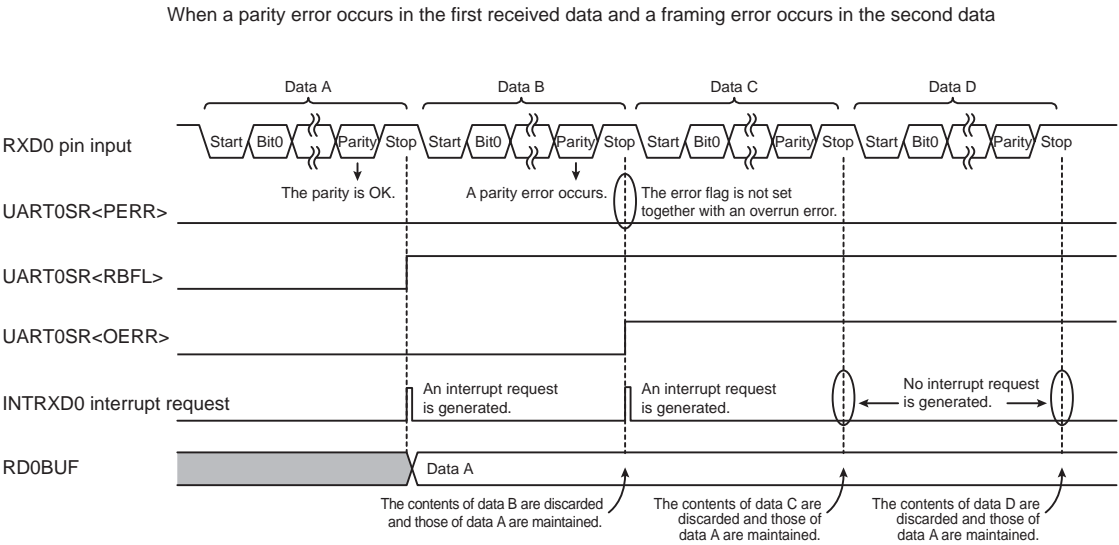 When a parity error occurs in the first received data and a framing error occurs in the second data
Data A
Data B
Data C
Data D
RXD0 pin input
Start Bit0 Parity Stop Start Bit0 Parity Stop Start Bit0 Parity Stop Start Bit0 Parity Stop
The parity is OK.
A parity error occurs.
The error flag is not set
together with an overrun error.
UART0SR<PERR>
UART0SR<RBFL>
UART0SR<OERR>
INTRXD0 interrupt request
An interrupt request
is generated.
An interrupt request
is generated.
No interrupt request
is generated.
RD0BUF
Data A
The contents of data B are discarded
and those of data A are maintained.
The contents of data C are
discarded and those of
data A are maintained.
The contents of data D are
discarded and those of
data A are maintained.